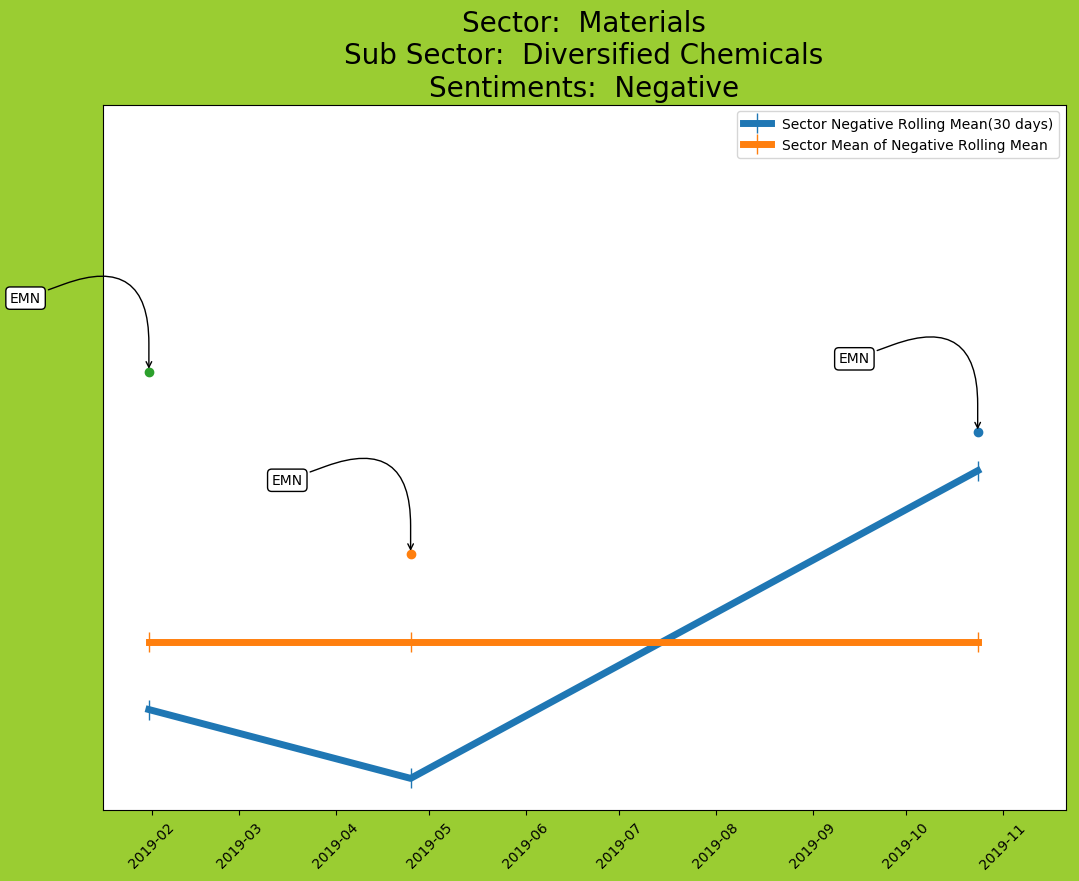 Sector:  Materials
Sub Sector:  Diversified Chemicals
Sentiments:  Negative
Sector Negative Rolling Mean(30 days)
Sector Mean of Negative Rolling Mean
EMN
EMN
EMN
2019-02
2019-03
2019-04
2019-05
2019-06
2019-07
2019-08
2019-09
2019-10
2019-11